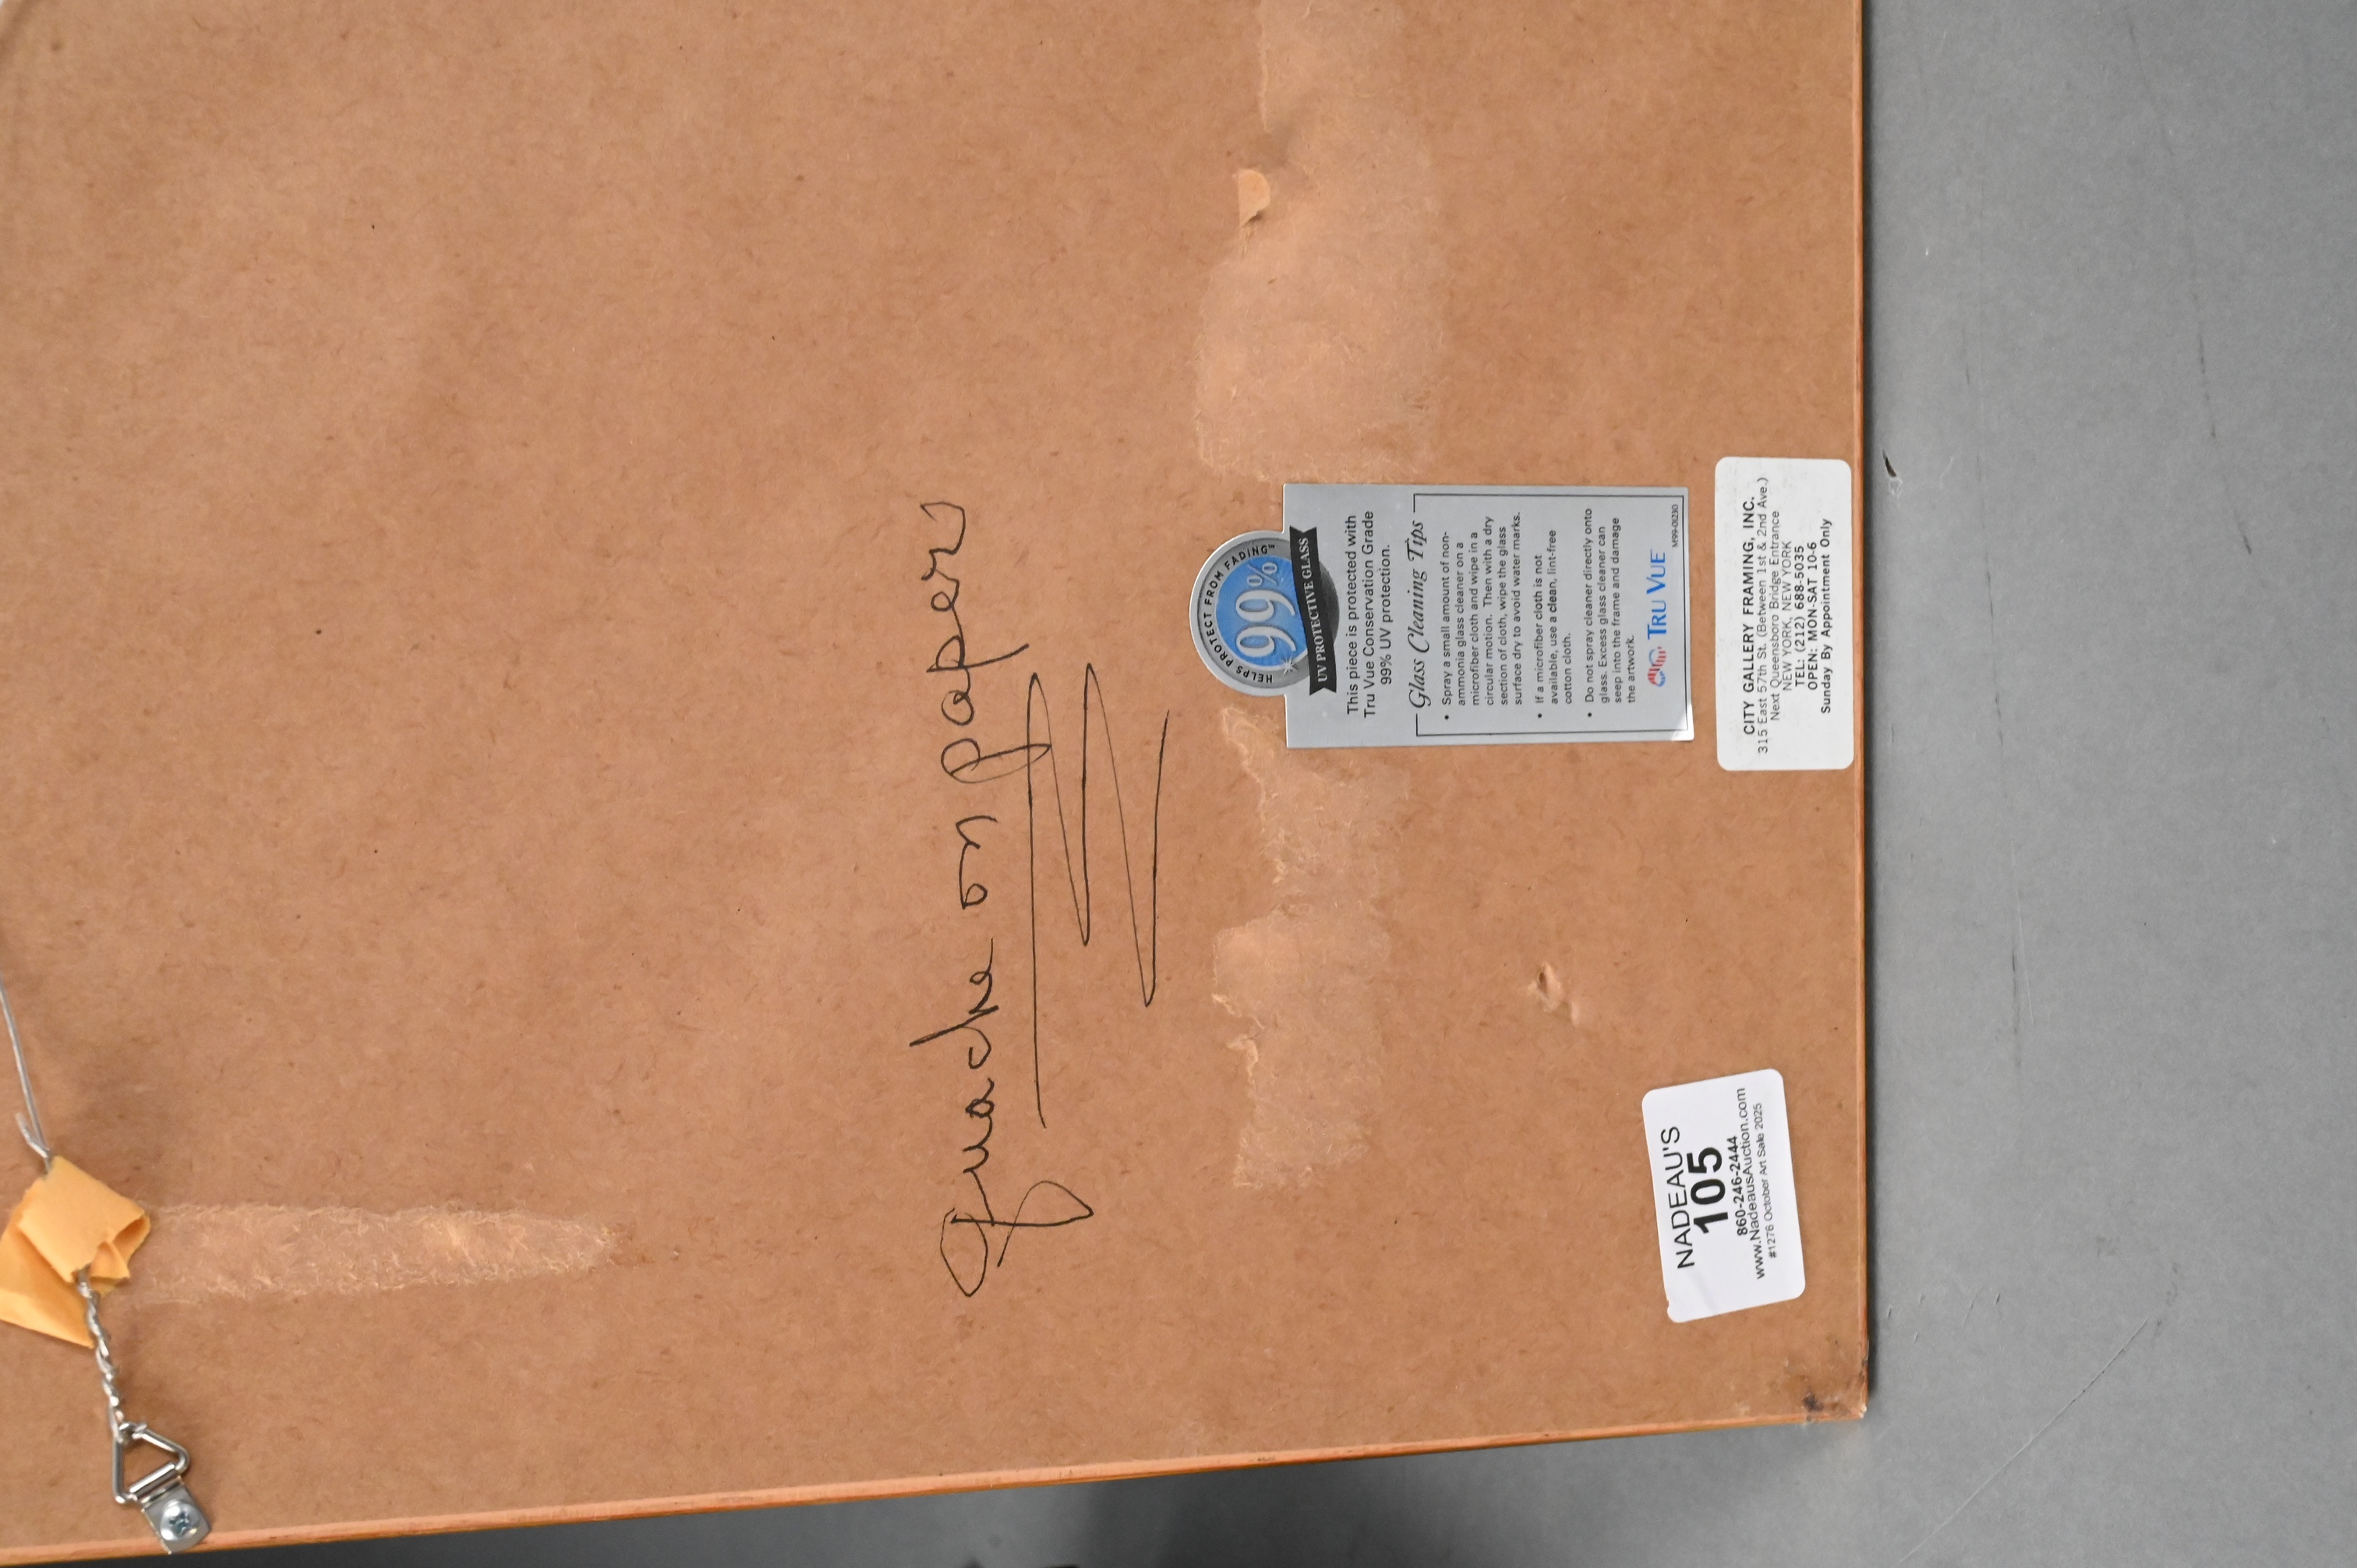 guache on paper
HELPS PROTECT FROM FADING™
99%
UV PROTECTIVE GLASS
This piece is protected with
Tru Vue Conservation Grade
99% UV protection.
Glass Cleaning Tips
• Spray a small amount of non-
ammonia glass cleaner on a
microfiber cloth and wipe in a
circular motion. Then with a dry
section of cloth, wipe the glass
surface dry to avoid water marks.
• If a microfiber cloth is not
available, use a clean, lint-free
cotton cloth.
• Do not spray cleaner directly onto
glass. Excess glass cleaner can
seep into the frame and damage
the artwork.
TRU VUE
M99-01230
CITY GALLERY FRAMING, INC.
315 East 57th St. (Between 1st & 2nd Ave.)
Next Queensboro Bridge Entrance
NEW YORK, NEW YORK
TEL: (212) 688-5035
OPEN: MON-SAT 10-6
Sunday By Appointment Only
NADEAU'S
105
860-246-2444
www.NadeausAuction.com
#1276 October Art Sale 2025